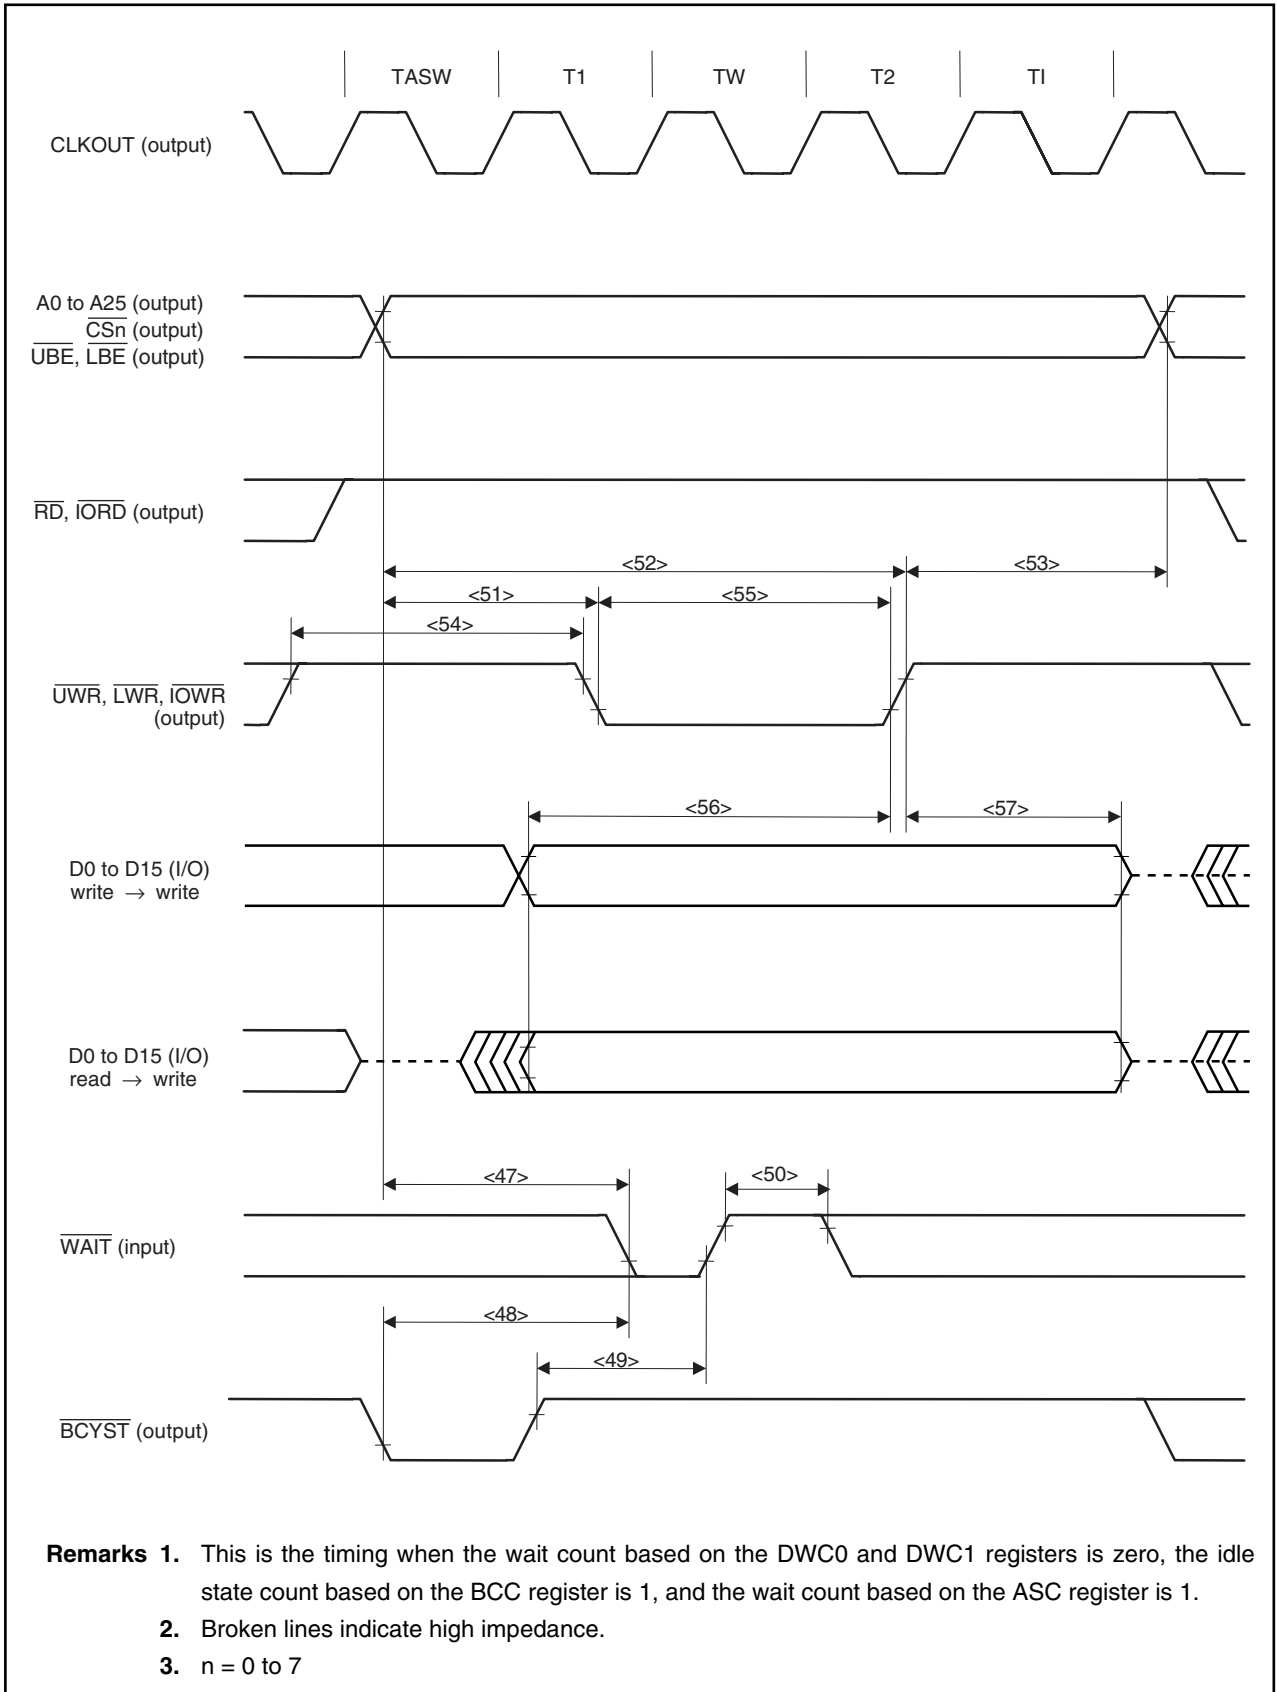 TASW T1 TW T2 TI
CLKOUT (output)
A0 to A25 (output)
CSn (output)
UBE, LBE (output)
RD, IORD (output)
<52> <53>
<51> <55>
<54>
UWR, LWR, IOWR
(output)
<56> <57>
D0 to D15 (I/O)
write → write
D0 to D15 (I/O)
read → write
<47> <50>
WAIT (input)
<48>
<49>
BCYST (output)
Remarks 1. This is the timing when the wait count based on the DWC0 and DWC1 registers is zero, the idle
state count based on the BCC register is 1, and the wait count based on the ASC register is 1.
2. Broken lines indicate high impedance.
3. n = 0 to 7